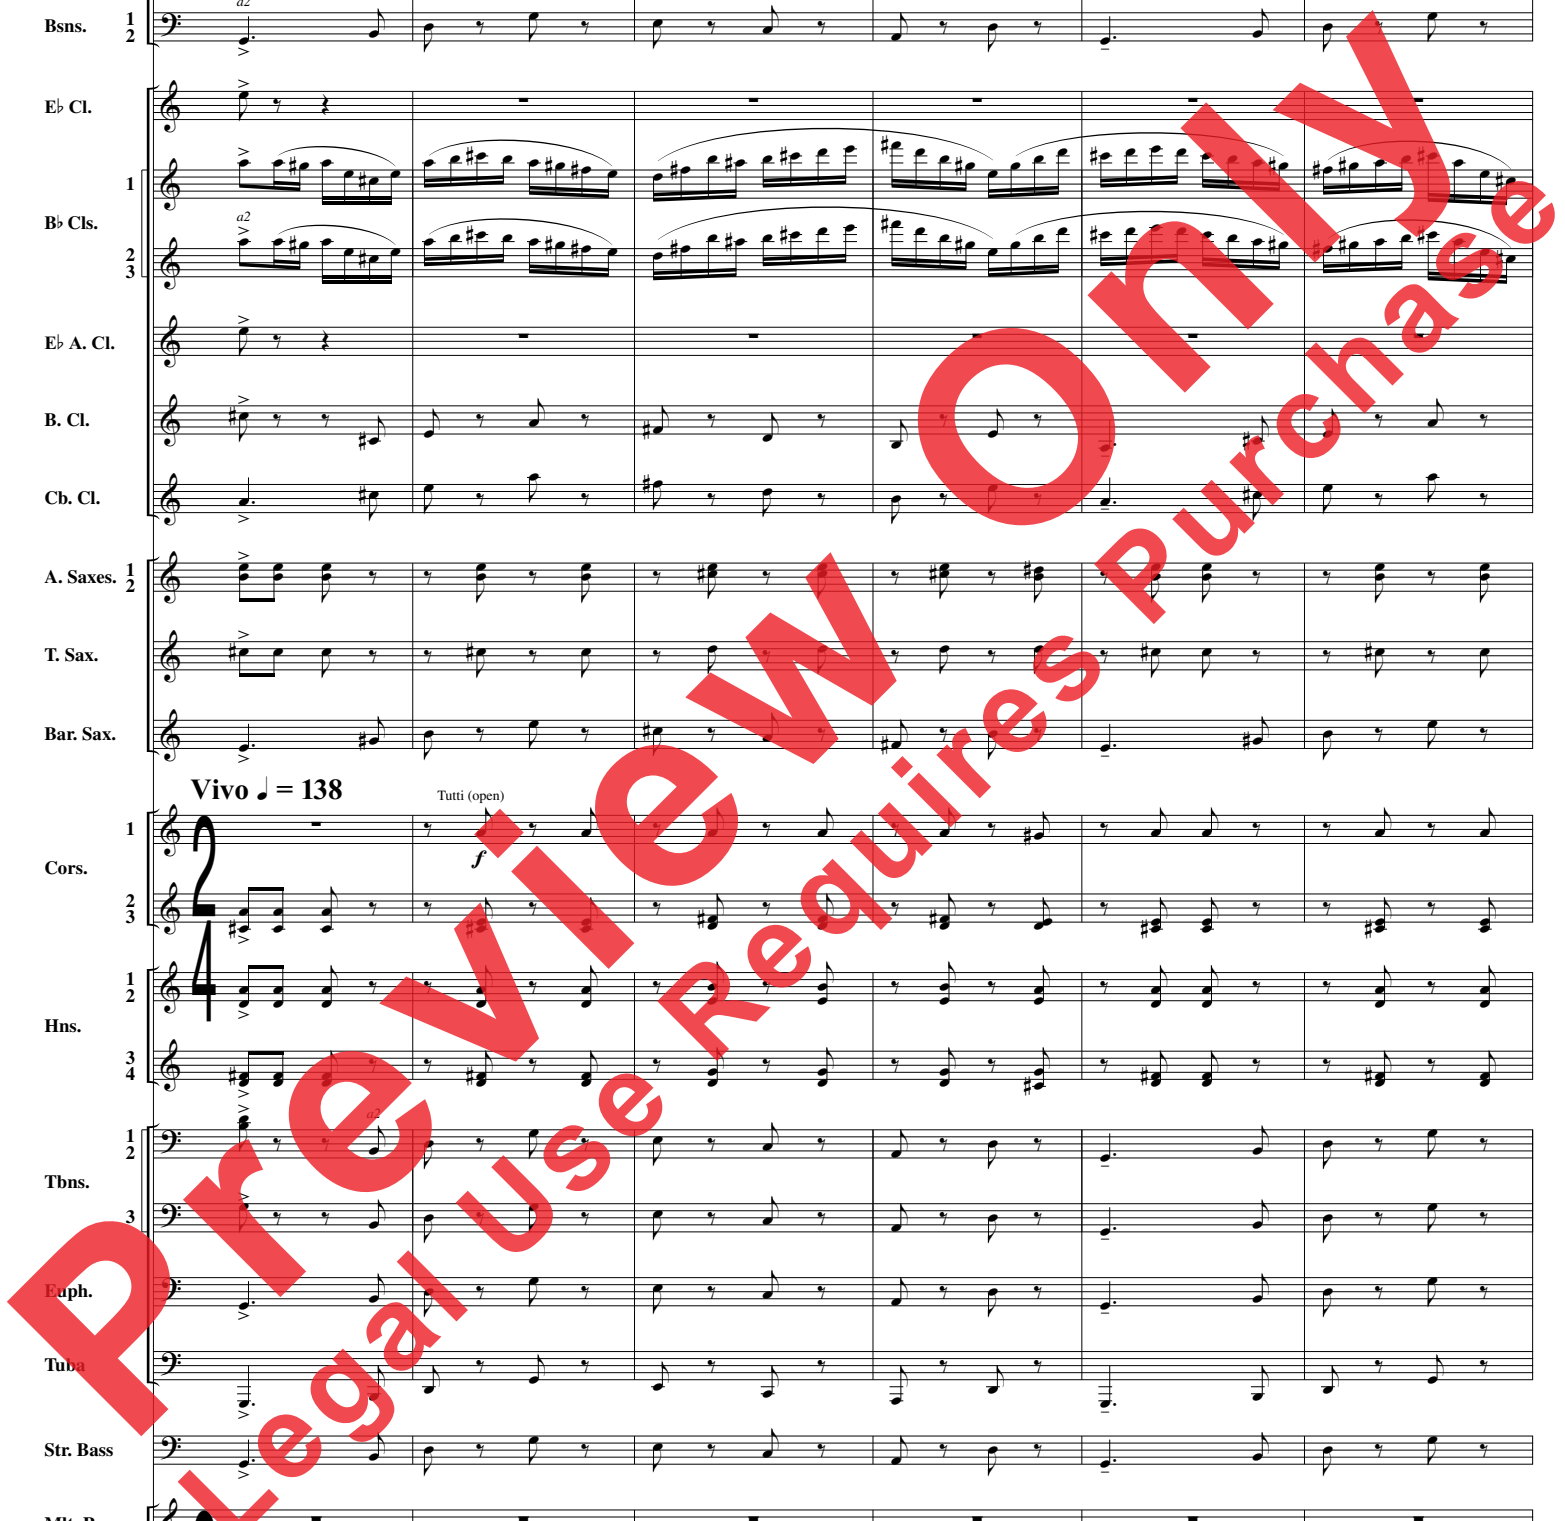 a2
Bsns. 1 2
E♭ Cl.
1
B♭ Cls.
a2
2 3
E♭ A. Cl.
B. Cl.
Cb. Cl.
A. Saxes. 1 2
T. Sax.
Bar. Sax.
Vivo ♩ = 138
Tutti (open)
1
f
Cors.
2 3
2 4
1 2
Hns.
3 4
a2
1 2
Tbns.
3
Euph.
Tuba
Str. Bass
Preview Only
Legal Use Requires Purchase